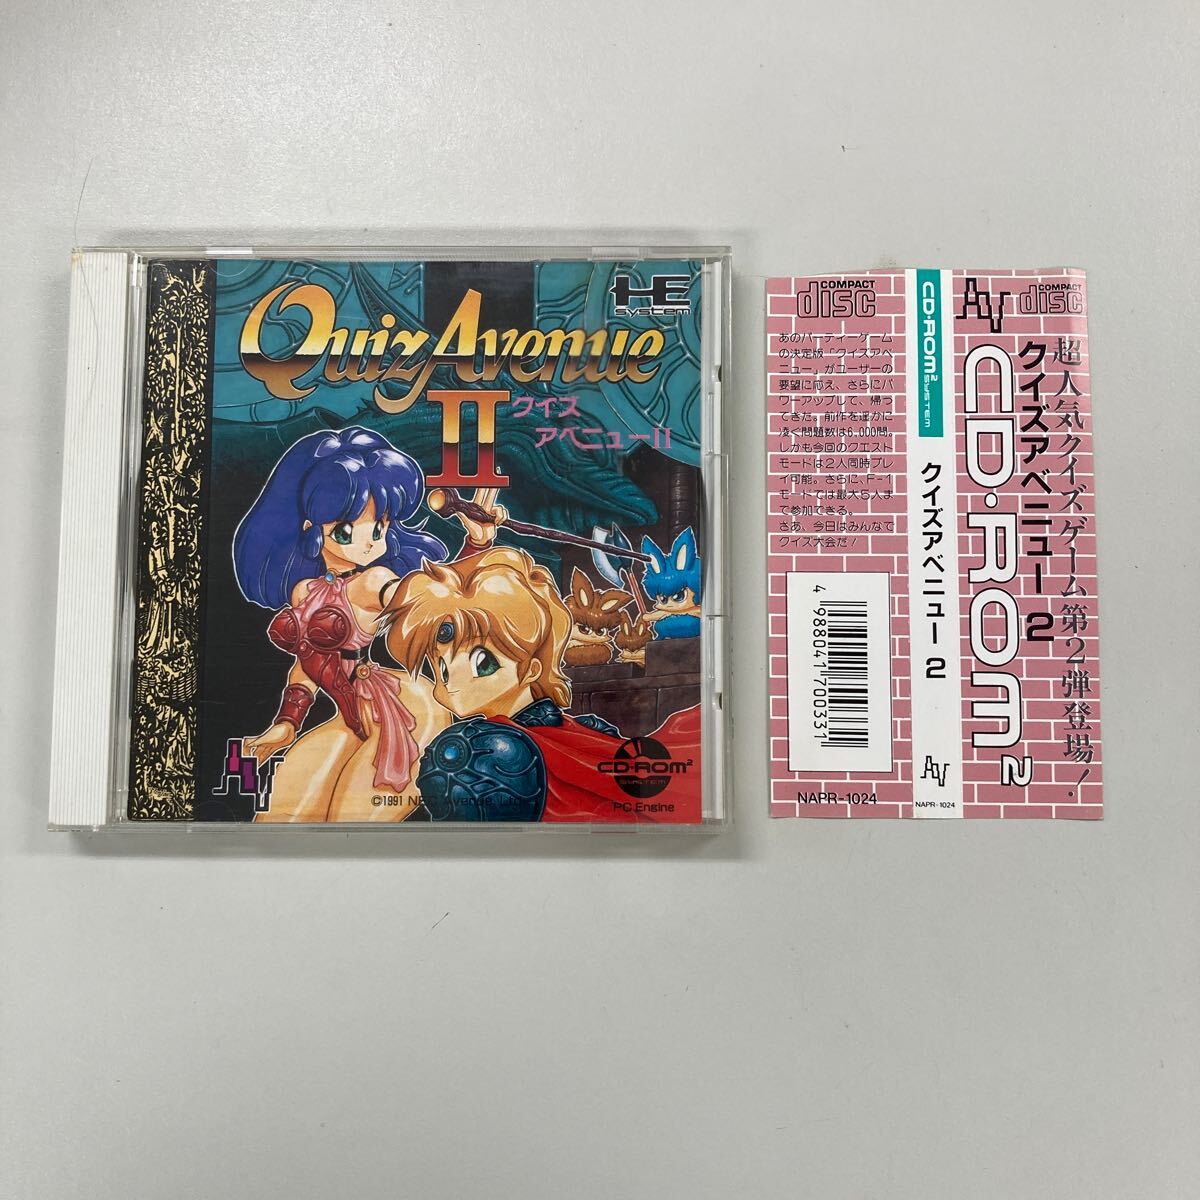 Quiz Avenue
II
クイズ
アベニューII
HE
system
AV
CD-ROM²
SYSTEM
PC Engine
©1991 NEC Avenue, Ltd.
COMPACT
disc
あのパーティーゲーム
の決定版「クイズアベ
ニュー」がユーザーの
要望に応え、さらにパ
ワーアップして、帰っ
てきた。前作を遥かに
凌ぐ問題数は6,000問。
しかも今回のクエスト
モードは2人同時プレ
イ可能。さらに、F-1
モードでは最大5人ま
で参加できる。
さあ、今日はみんなで
クイズ大会だ！
4988041700331
NAPR-1024
CD・ROM²
SYSTEM
クイズアベニュー 2
AV
NAPR-1024
AV
クイズアベニュー 2
CD・ROM²
COMPACT
disc
超人気クイズゲーム第2弾登場！